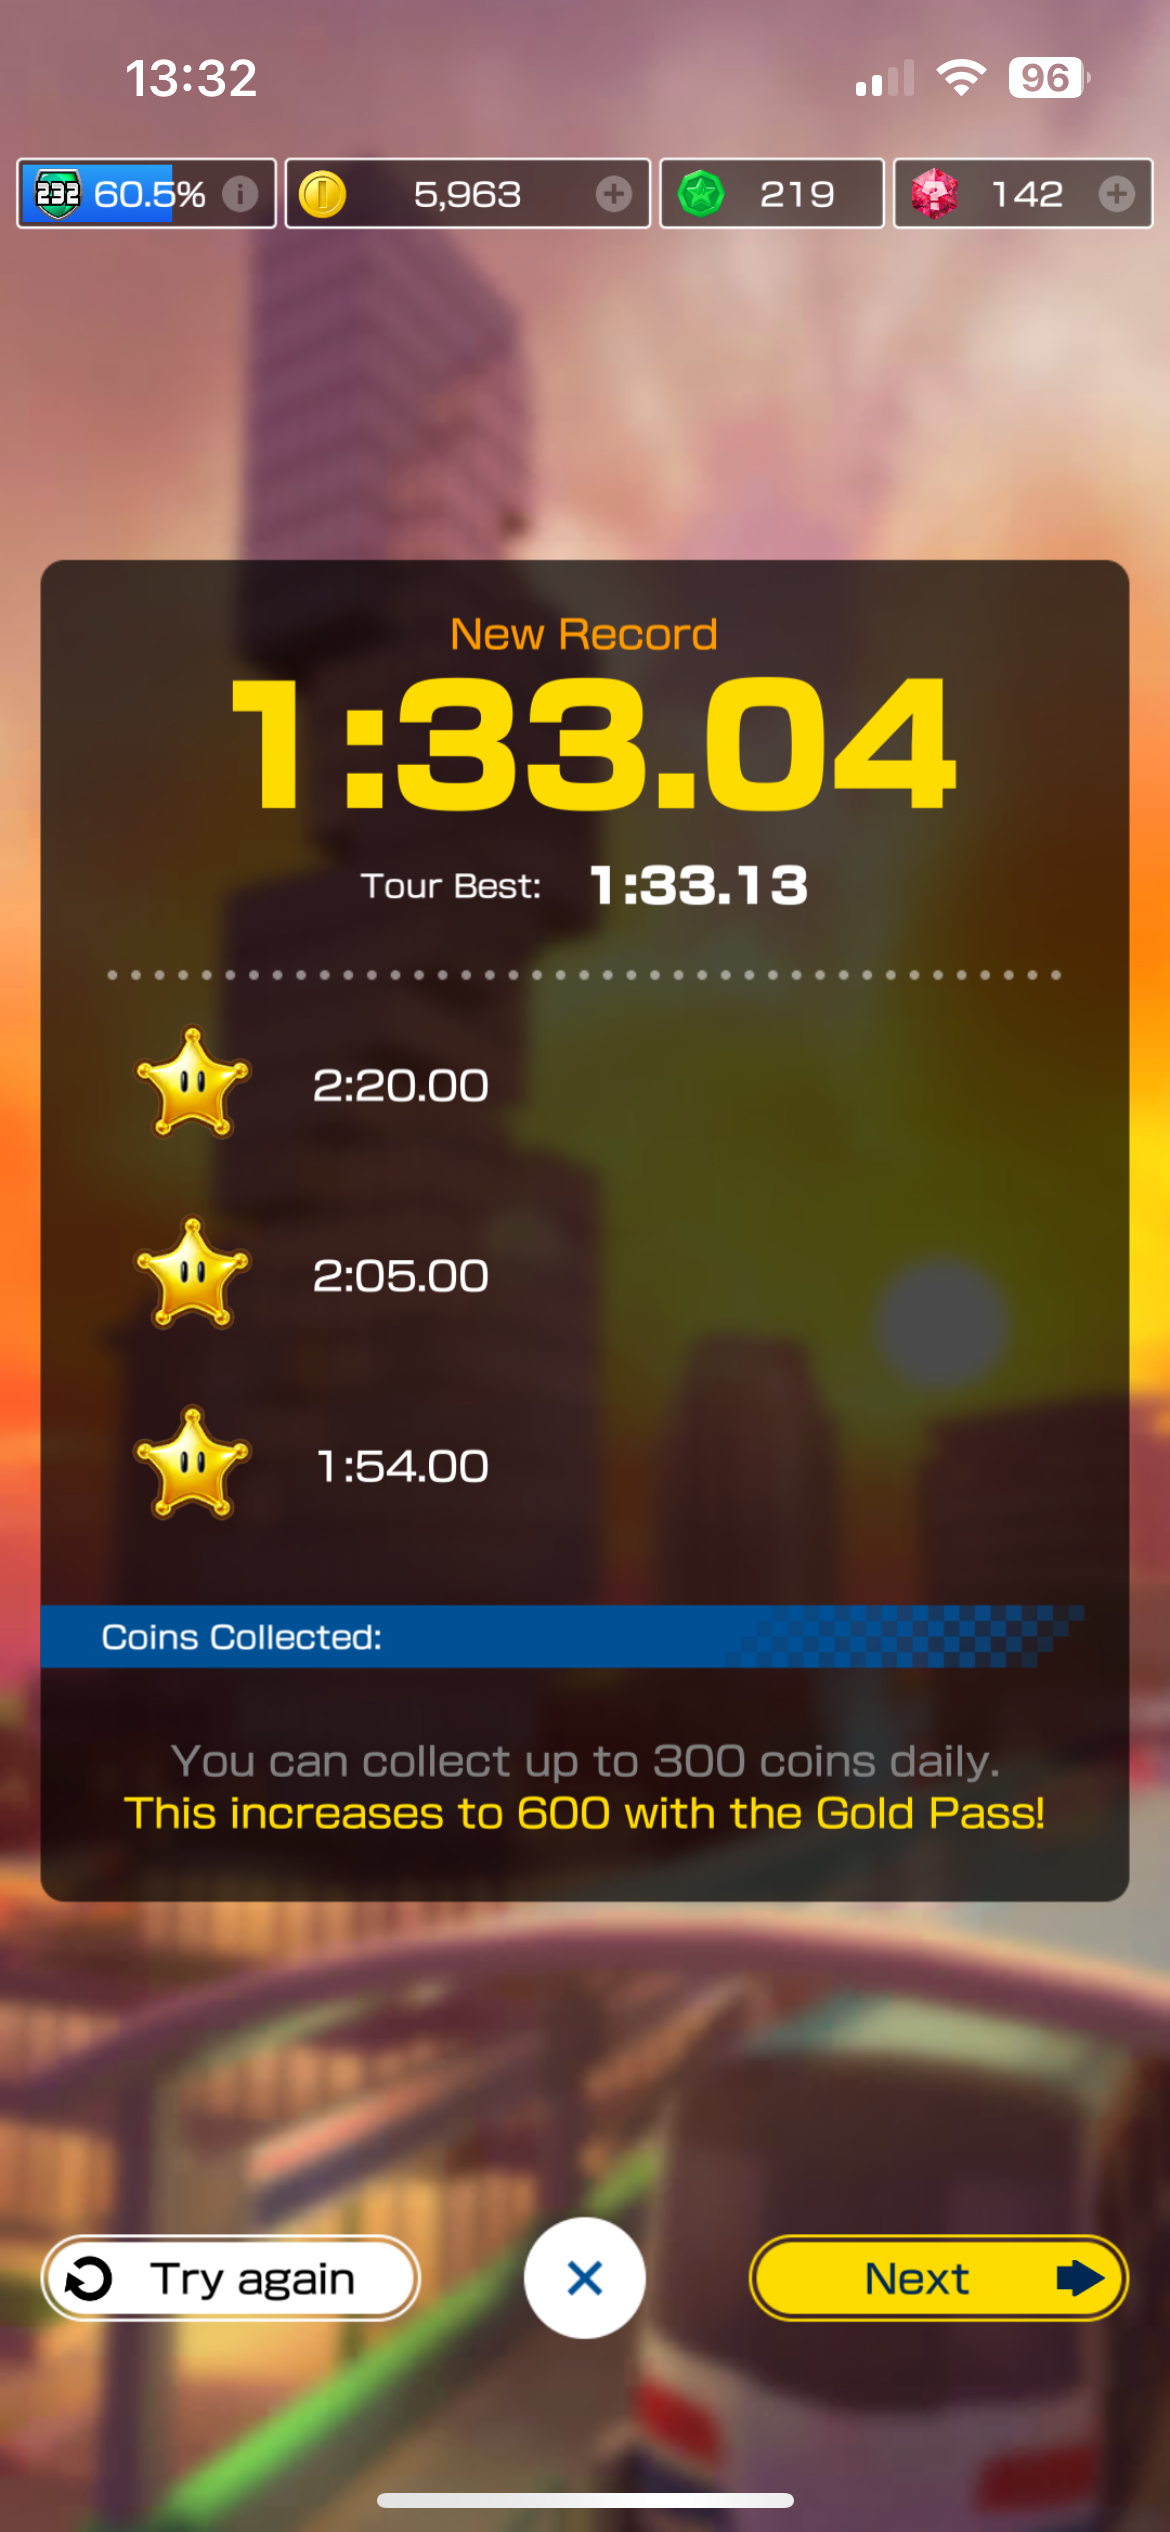 13:32
96
232 60.5%
5,963
219
142
New Record
1:33.04
Tour Best: 1:33.13
2:20.00
2:05.00
1:54.00
Coins Collected:
You can collect up to 300 coins daily.
This increases to 600 with the Gold Pass!
Try again
Next